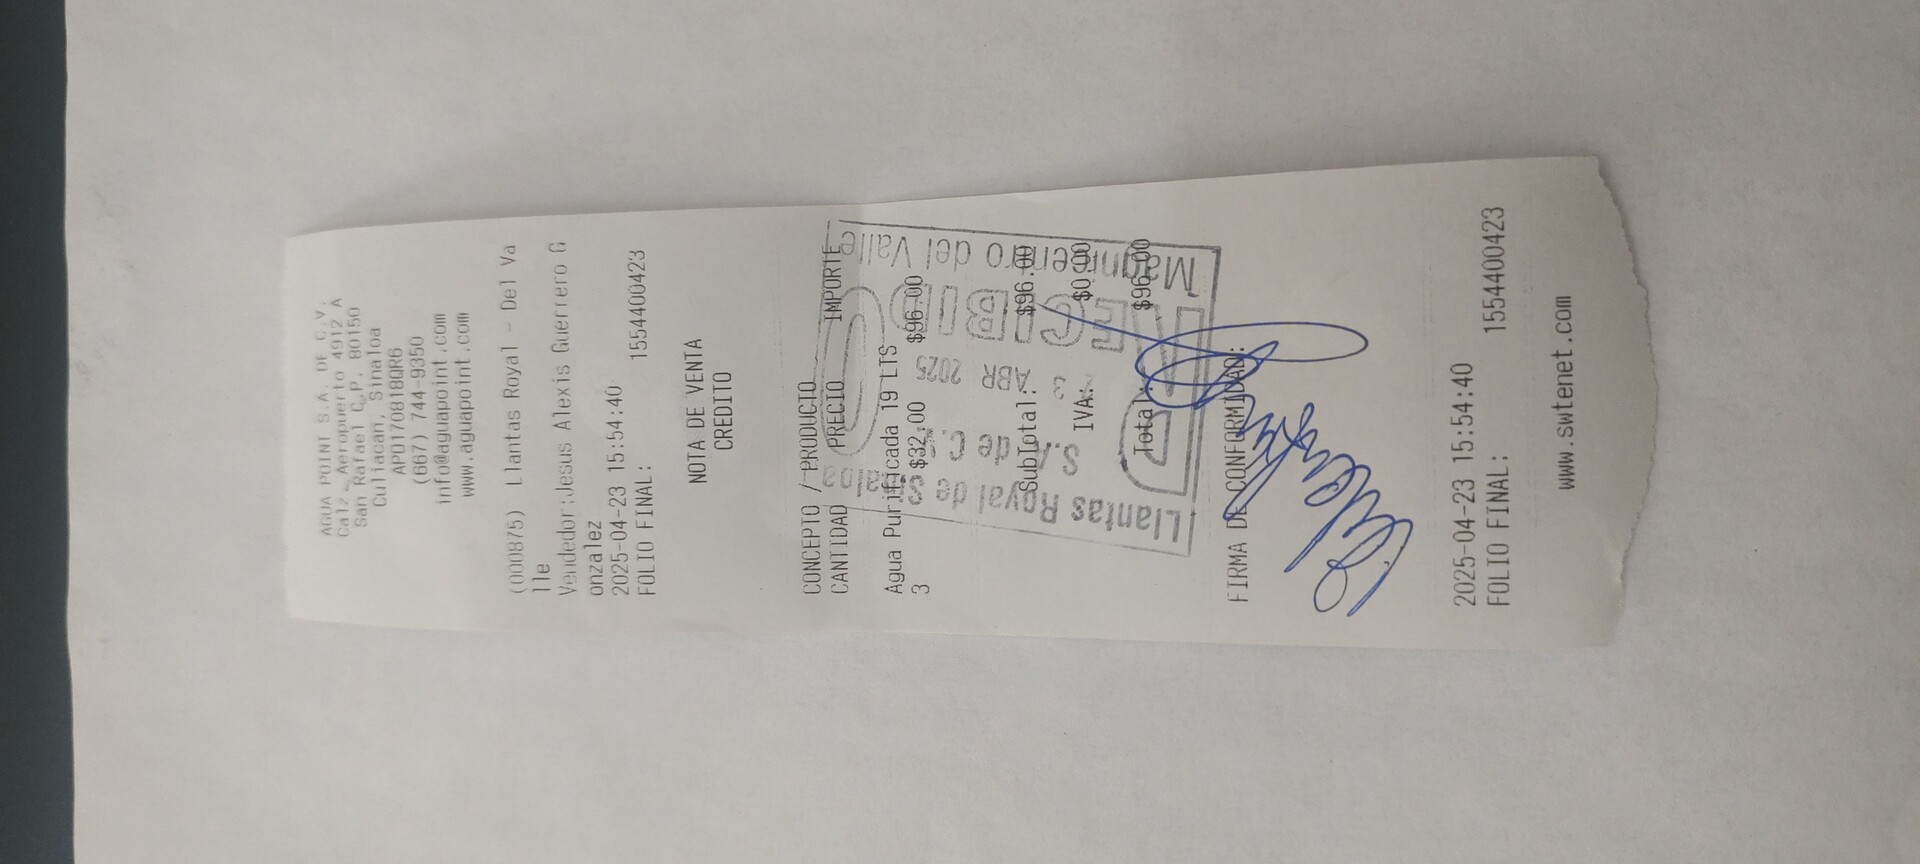 AGUA POINT S.A. DE C.V.
Calz. Aeropuerto 4912 A
San Rafael C.P. 80150
Culiacan, Sinaloa
APO170818QR6
(667) 744-9350
info@aguapoint.com
www.aguapoint.com
(000875) Llantas Royal - Del Va
lle
Vendedor:Jesus Alexis Guerrero G
onzalez
2025-04-23 15:54:40
FOLIO FINAL: 1554400423
NOTA DE VENTA
CREDITO
CONCEPTO / PRODUCTO
CANTIDAD PRECIO IMPORTE
Agua Purificada 19 LTS
3 $32.00 $96.00
SubTotal: $96.00
IVA: $0.00
Total: $96.00
Llantas Royal de Sinaloa
S.A. de C.V.
ABR 2025
RECIBIDO
Magno Centro del Valle
FIRMA DE CONFORMIDAD:
2025-04-23 15:54:40
FOLIO FINAL: 1554400423
www.swtenet.com